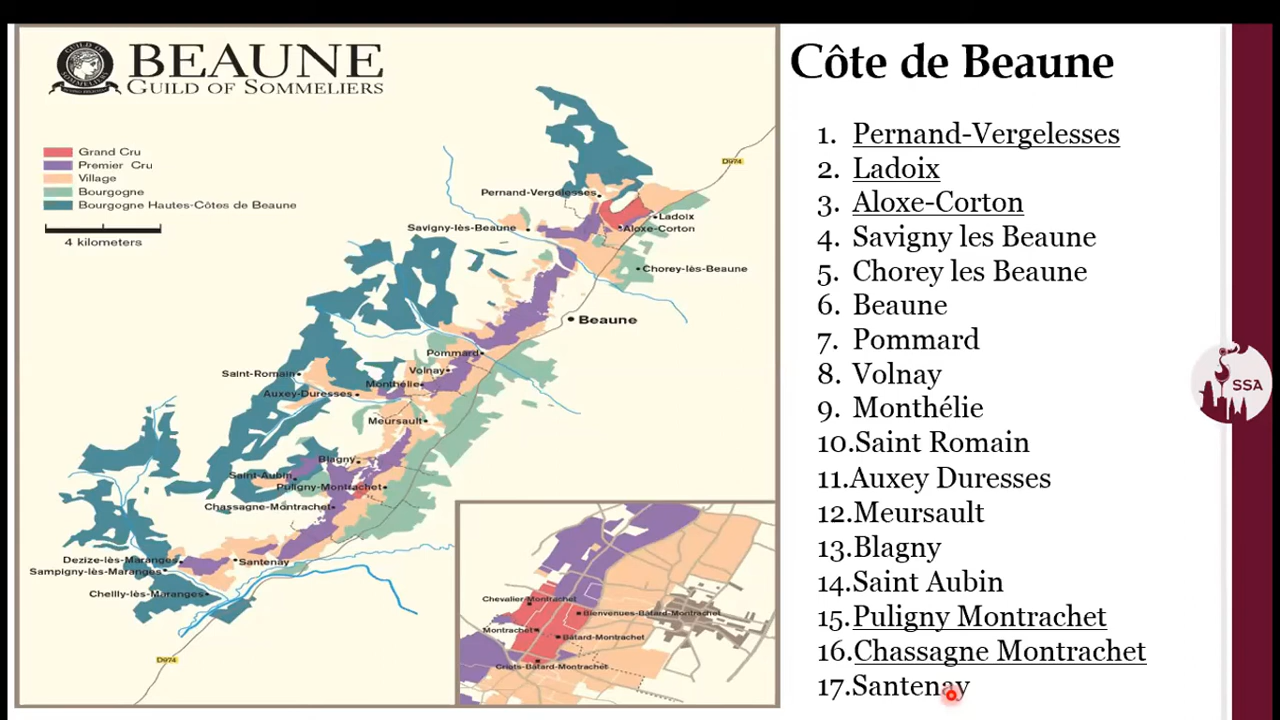 BEAUNE
GUILD OF SOMMELIERS
Grand Cru
Premier Cru
Village
Bourgogne
Bourgogne Hautes-Côtes de Beaune
4 kilometers
D974
Pernand-Vergelesses
Ladoix
Savigny-lès-Beaune
Aloxe-Corton
Chorey-lès-Beaune
Beaune
Pommard
Volnay
Saint-Romain
Monthélie
Auxey-Duresses
Meursault
Blagny
Saint-Aubin
Puligny-Montrachet
Chassagne-Montrachet
Dezize-lès-Maranges
Santenay
Sampigny-lès-Maranges
Cheilly-lès-Maranges
D974
Chevalier-Montrachet
Bienvenues-Bâtard-Montrachet
Montrachet
Bâtard-Montrachet
Criots-Bâtard-Montrachet
Côte de Beaune
1. Pernand-Vergelesses
2. Ladoix
3. Aloxe-Corton
4. Savigny les Beaune
5. Chorey les Beaune
6. Beaune
7. Pommard
8. Volnay
9. Monthélie
10.Saint Romain
11.Auxey Duresses
12.Meursault
13.Blagny
14.Saint Aubin
15.Puligny Montrachet
16.Chassagne Montrachet
17.Santenay
SSA